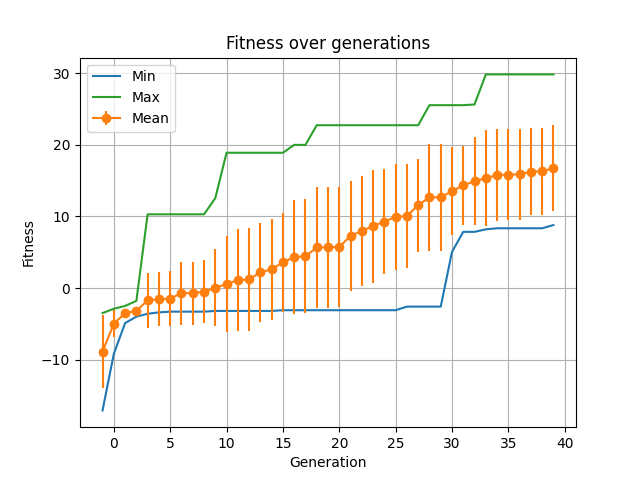 Fitness over generations
Min
Max
Mean
Fitness
30
20
10
0
−10
0 5 10 15 20 25 30 35 40
Generation